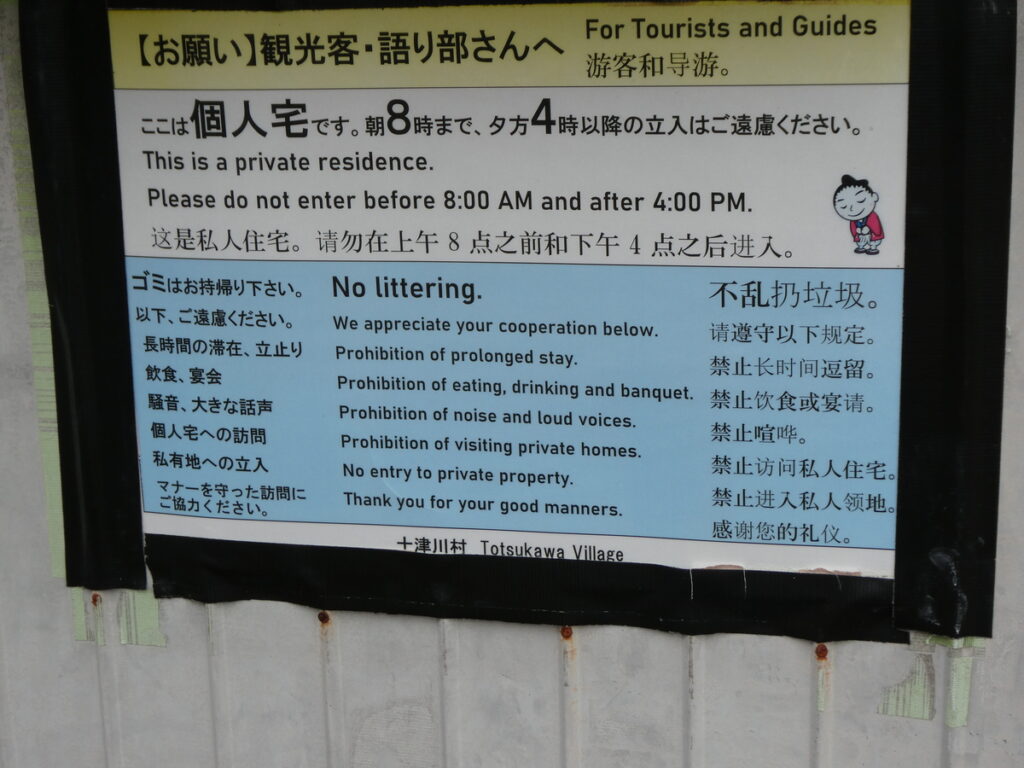 【お願い】観光客・語り部さんへ
For Tourists and Guides
游客和导游。
ここは個人宅です。朝8時まで、夕方4時以降の立入はご遠慮ください。
This is a private residence.
Please do not enter before 8:00 AM and after 4:00 PM.
这是私人住宅。请勿在上午 8 点之前和下午 4 点之后进入。
ゴミはお持帰り下さい。
以下、ご遠慮ください。
長時間の滞在、立止り
飲食、宴会
騒音、大きな話声
個人宅への訪問
私有地への立入
マナーを守った訪問に
ご協力ください。
No littering.
We appreciate your cooperation below.
Prohibition of prolonged stay.
Prohibition of eating, drinking and banquet.
Prohibition of noise and loud voices.
Prohibition of visiting private homes.
No entry to private property.
Thank you for your good manners.
不乱扔垃圾。
请遵守以下规定。
禁止长时间逗留。
禁止饮食或宴请。
禁止喧哗。
禁止访问私人住宅。
禁止进入私人领地。
感谢您的礼仪。
十津川村 Totsukawa Village